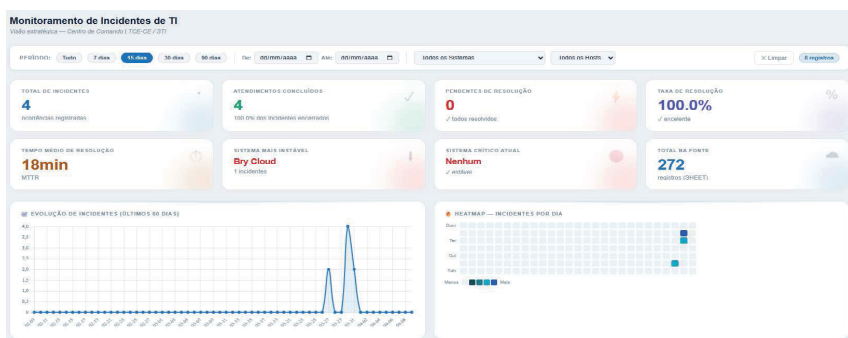 Monitoramento de Incidentes de TI
Visão estratégica — Centro de Comando | TCE-CE / STI
PERÍODO: Tudo 7 dias 15 dias 30 dias 90 dias De: dd/mm/aaaa Até: dd/mm/aaaa Todos os Sistemas Todos os Hosts × Limpar
TOTAL DE INCIDENTES
4
ocorrências registradas
ATENDIMENTOS CONCLUÍDOS
4
100.0% dos incidentes encerrados
PENDENTES DE RESOLUÇÃO
0
✓ todos resolvidos
TAXA DE RESOLUÇÃO
100.0%
✓ excelente
%
TEMPO MÉDIO DE RESOLUÇÃO
18min
MTTR
SISTEMA MAIS INSTÁVEL
Bry Cloud
1 incidentes
SISTEMA CRÍTICO ATUAL
Nenhum
✓ estável
TOTAL NA FONTE
272
registros (SHEET)
EVOLUÇÃO DE INCIDENTES (ÚLTIMOS 60 DIAS)
4,0
3,5
3,0
2,5
2,0
1,5
1,0
0,5
0
HEATMAP — INCIDENTES POR DIA
Dom
Ter
Qui
Sáb
Menos
Mais